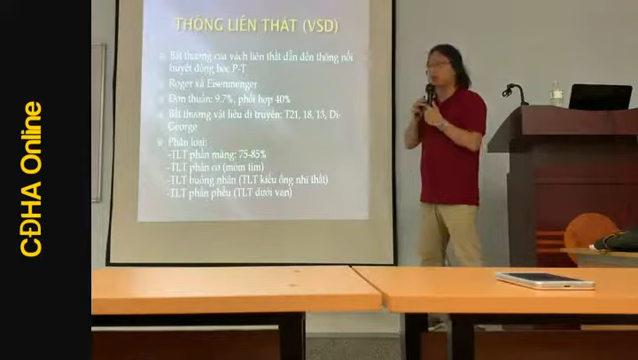 THÔNG LIÊN THẤT (VSD)
Bất thường của vách liên thất dẫn đến thông nối
huyết động học P-T
Roger và Eisenmenger
Đơn thuần: 9.7%, phối hợp 40%
Bất thường vật liệu di truyền: T21, 18, 13, Di-
George
Phân loại:
-TLT phần màng: 75-85%
-TLT phần cơ (mỏm tim)
-TLT buồng nhận (TLT kiểu ống nhĩ thất)
-TLT phần phễu (TLT dưới van)
CĐHA Online